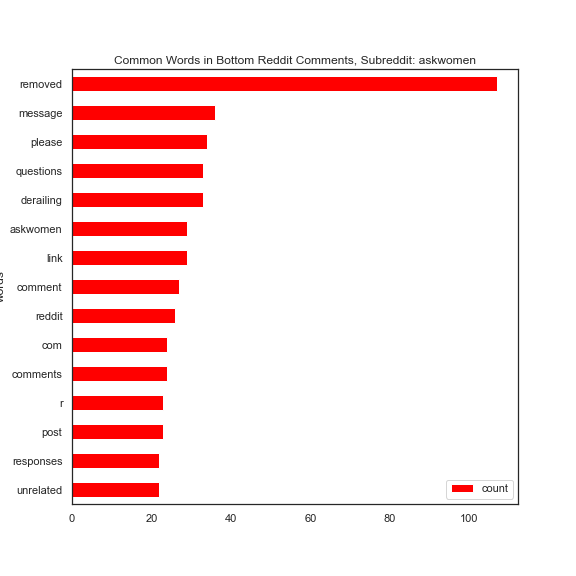 Common Words in Bottom Reddit Comments, Subreddit: askwomen
removed
message
please
questions
derailing
askwomen
link
comment
reddit
com
comments
r
post
responses
unrelated
words
count
0 20 40 60 80 100